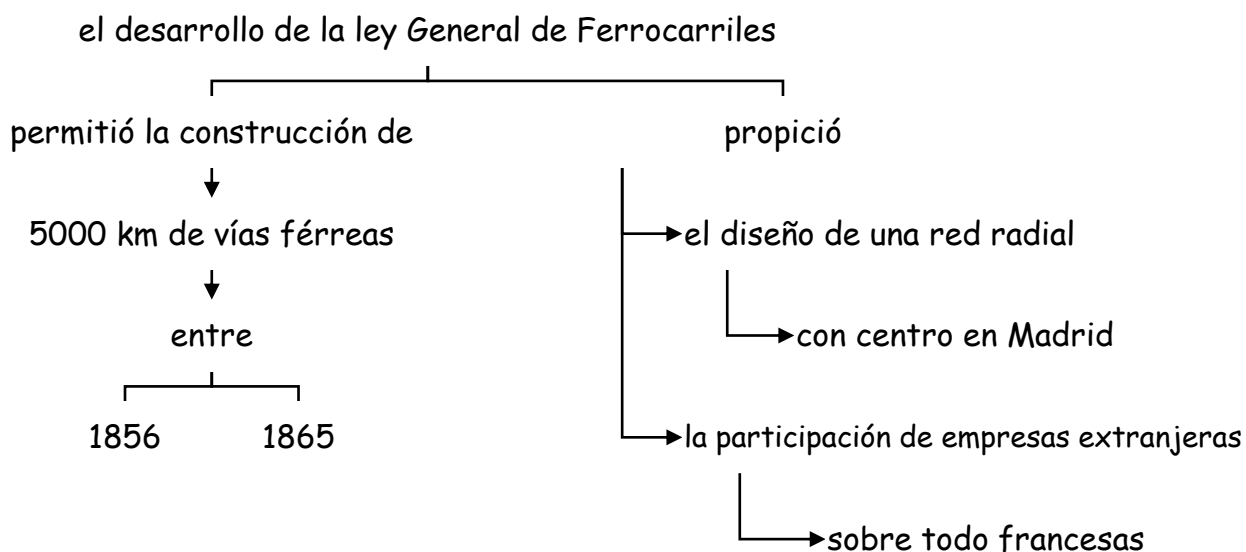 el desarrollo de la ley General de Ferrocarriles
permitió la construcción de
5000 km de vías férreas
entre
1856 1865
propició
el diseño de una red radial
con centro en Madrid
la participación de empresas extranjeras
sobre todo francesas